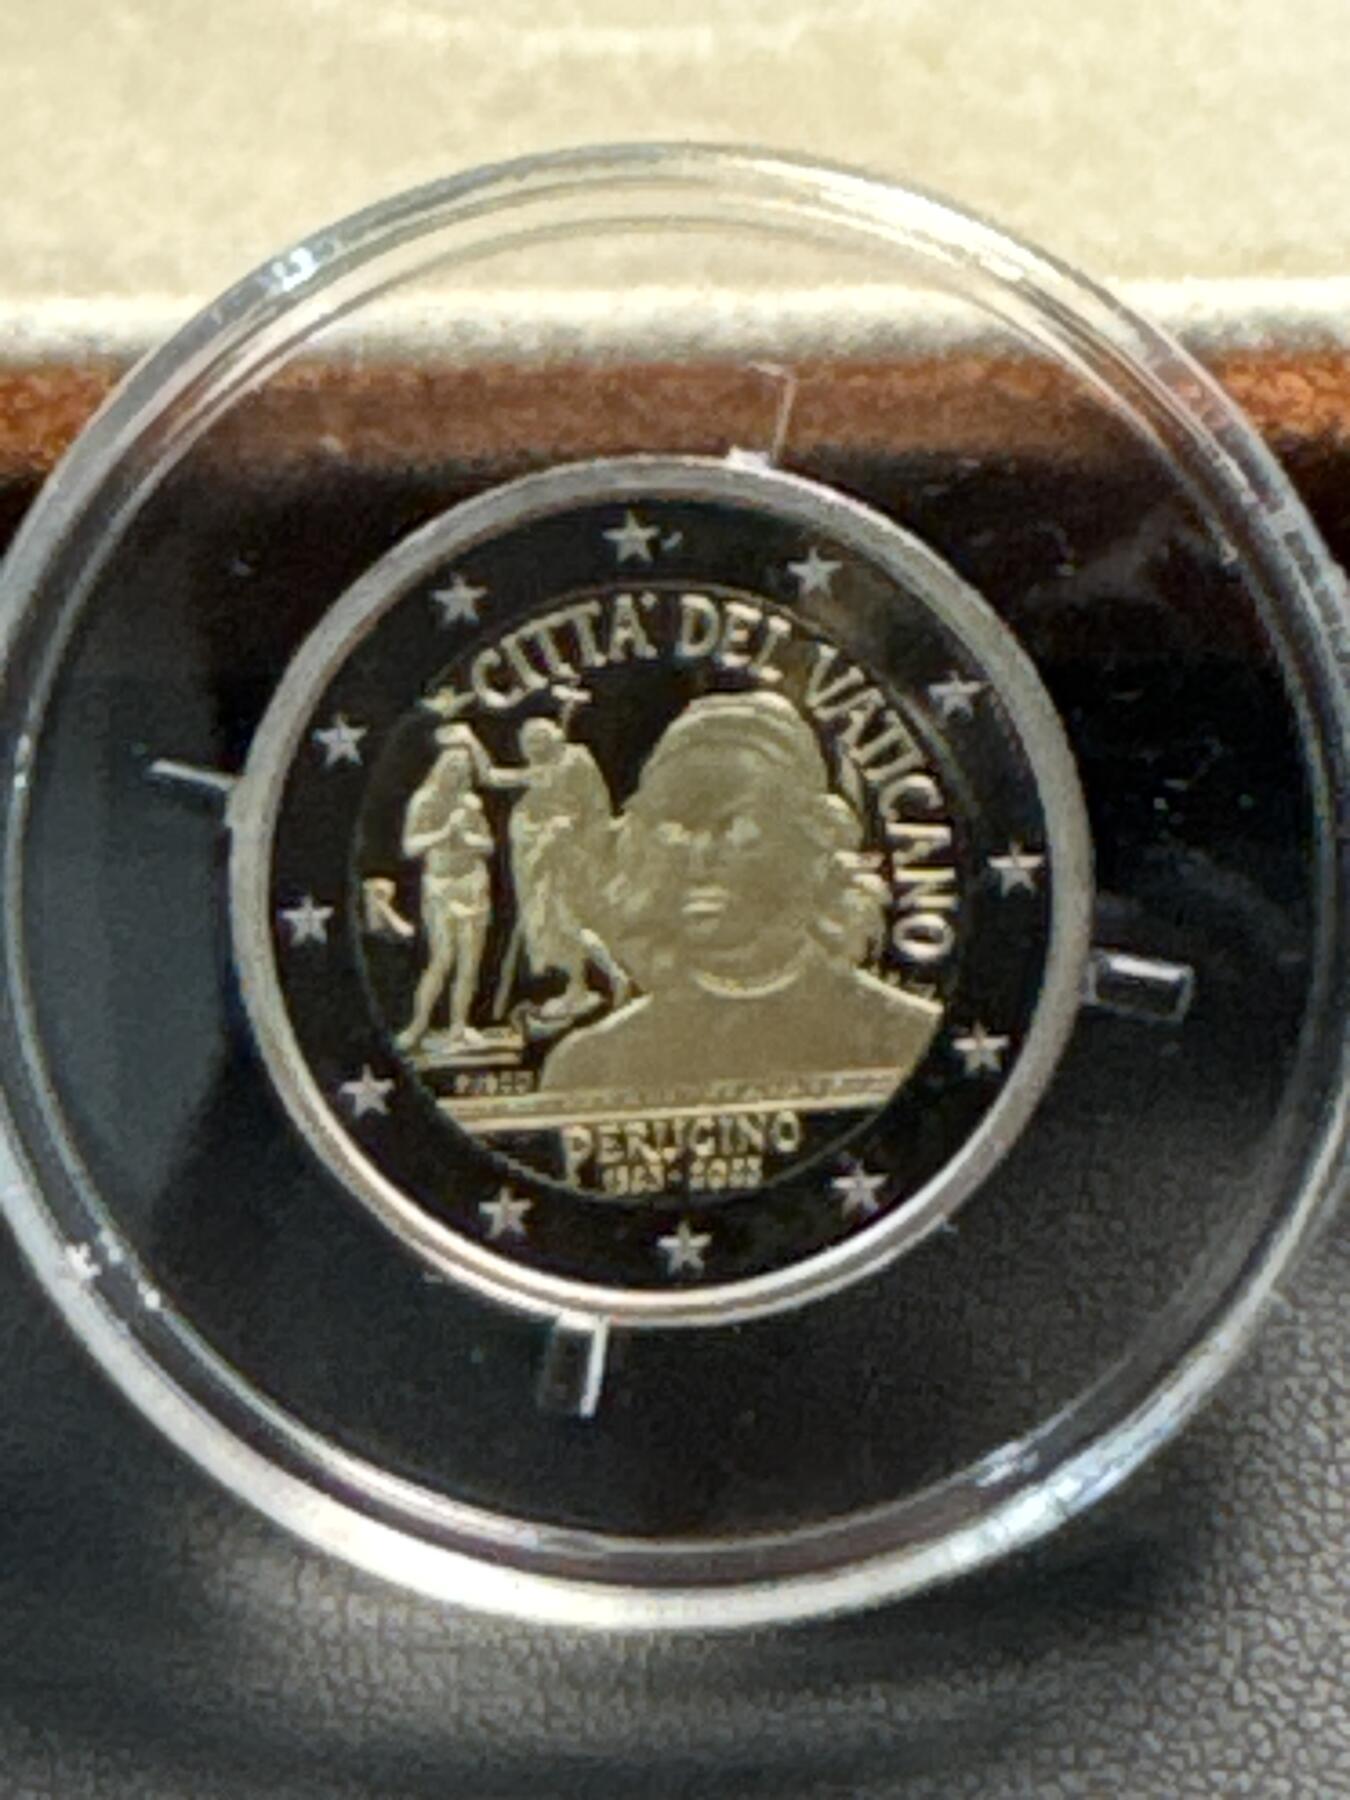 CITTA' DEL VATICANO
R
PERUGINO
1523-2023